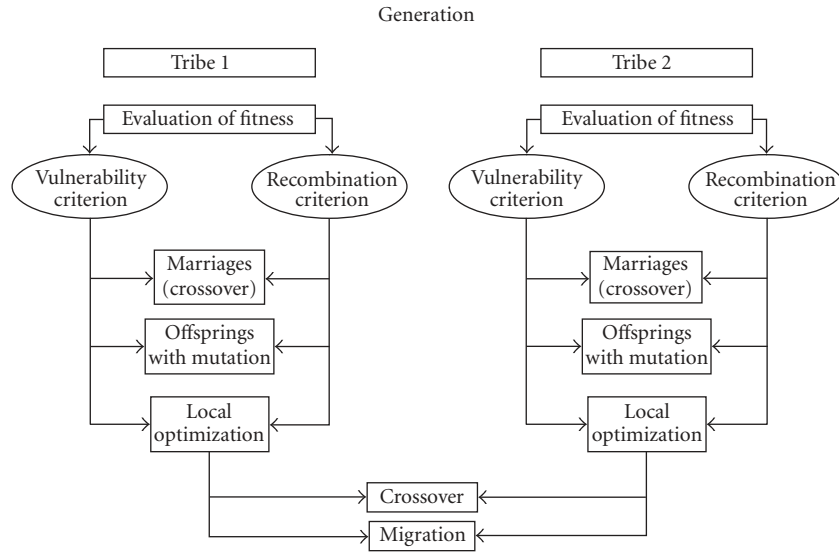 Generation
Tribe 1
Evaluation of fitness
Vulnerability
criterion
Recombination
criterion
Marriages
(crossover)
Offsprings
with mutation
Local
optimization
Tribe 2
Evaluation of fitness
Vulnerability
criterion
Recombination
criterion
Marriages
(crossover)
Offsprings
with mutation
Local
optimization
Crossover
Migration